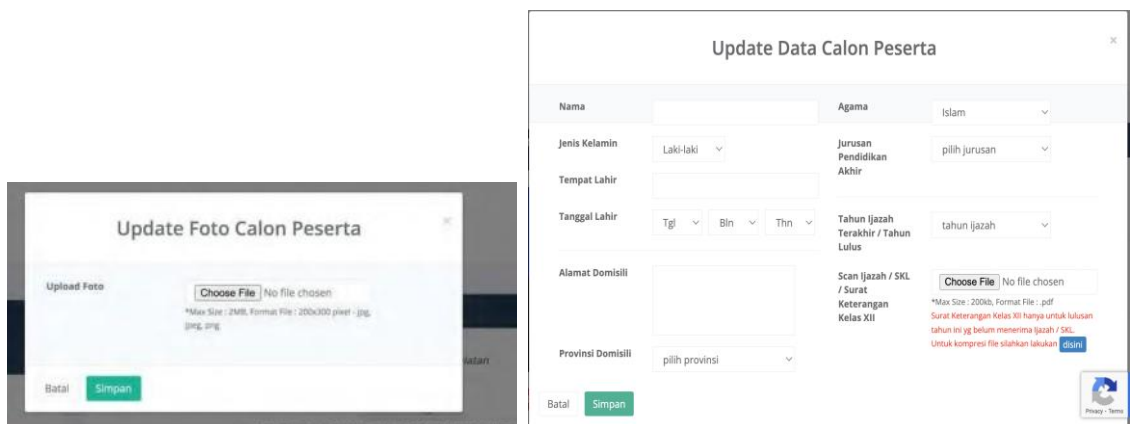 Update Foto Calon Peserta
×
Upload Foto
Choose File No file chosen
*Max Size : 2MB, Format File : 200x300 pixel - jpg,
jpeg, png
Batal
Simpan
Update Data Calon Peserta
×
Nama
Agama
Islam
Jenis Kelamin
Laki-laki
Jurusan
Pendidikan
Akhir
pilih jurusan
Tempat Lahir
Tanggal Lahir
Tgl
Bln
Thn
Tahun Ijazah
Terakhir / Tahun
Lulus
tahun ijazah
Alamat Domisili
Scan Ijazah / SKL
/ Surat
Keterangan
Kelas XII
Choose File No file chosen
*Max Size : 200kb, Format File : .pdf
Surat Keterangan Kelas XII hanya untuk lulusan
tahun ini yg belum menerima Ijazah / SKL.
Untuk kompresi file silahkan lakukan disini
Provinsi Domisili
pilih provinsi
Batal
Simpan
Privacy - Terms